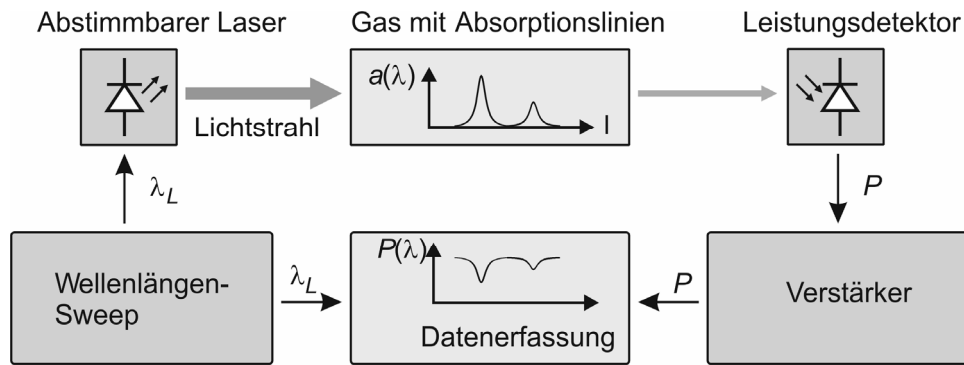 Abstimmbarer Laser
Gas mit Absorptionslinien
Leistungsdetektor
a(λ)
l
Lichtstrahl
λL
P
Wellenlängen-
Sweep
λL
P(λ)
Datenerfassung
P
Verstärker